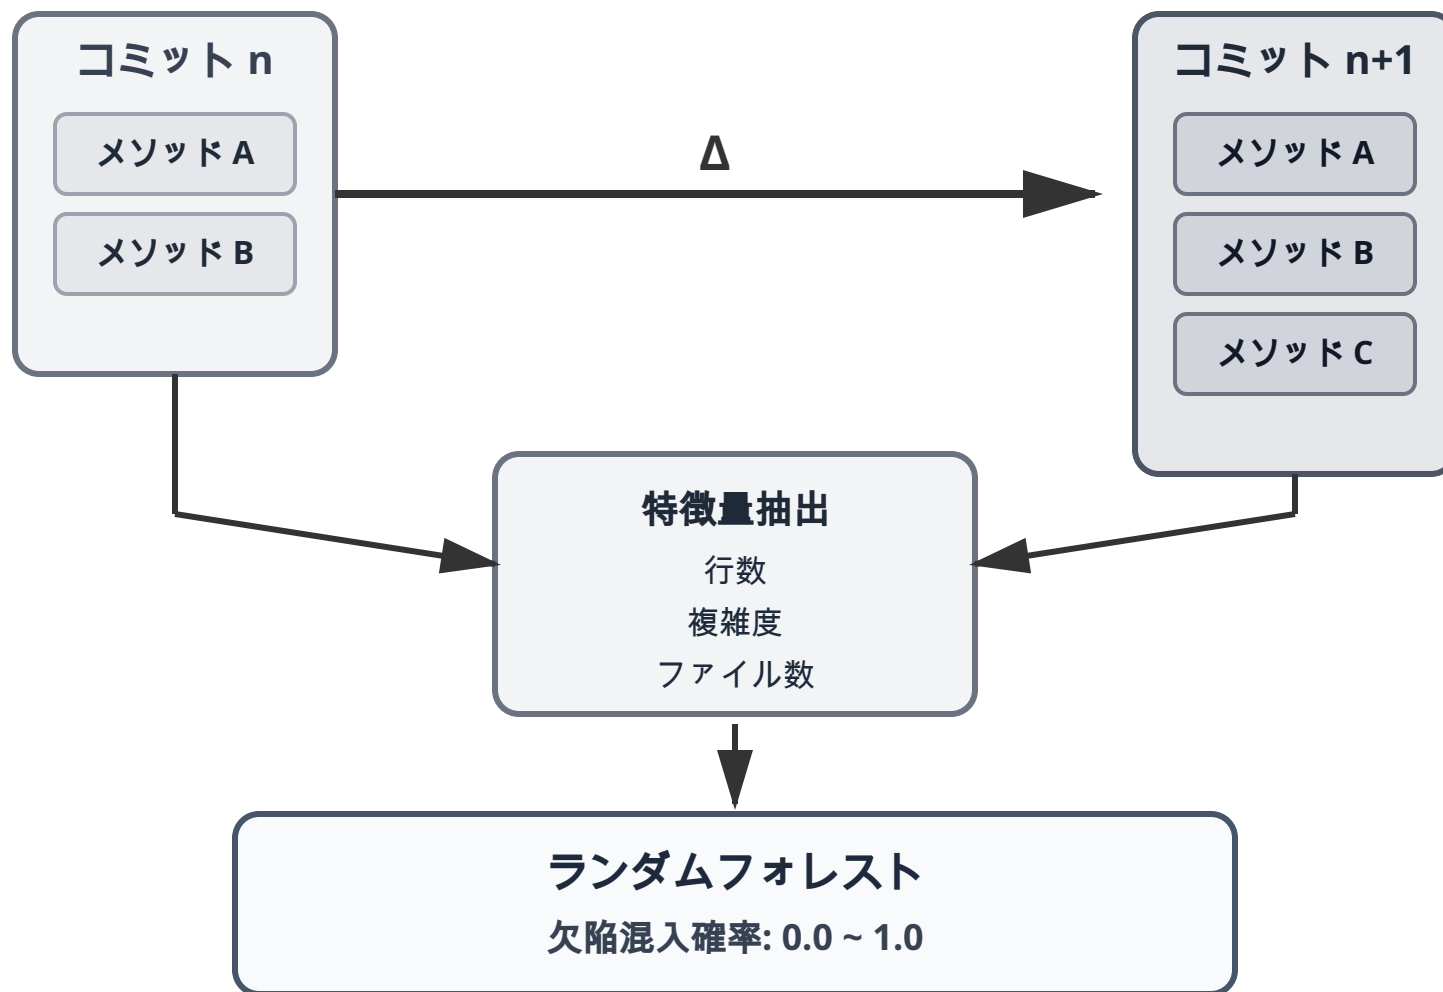 コミット n
メソッド A
メソッド B
Δ
コミット n+1
メソッド A
メソッド B
メソッド C
特徴量抽出
行数
複雑度
ファイル数
ランダムフォレスト
欠陥混入確率: 0.0 ~ 1.0